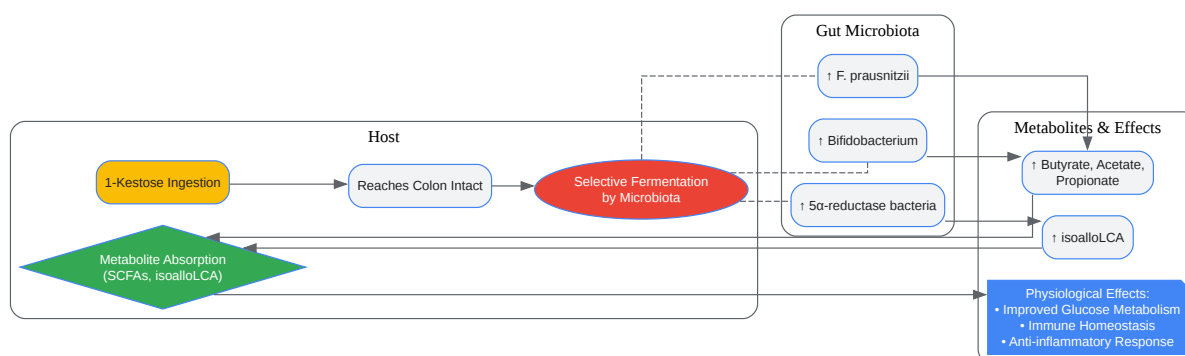 Gut Microbiota
↑ F. prausnitzii
Host
Metabolites & Effects
↑ Bifidobacterium
↑ Butyrate, Acetate,
Propionate
1-Kestose Ingestion
Reaches Colon Intact
Selective Fermentation
by Microbiota
↑ 5α-reductase bacteria
↑ isoalloLCA
Metabolite Absorption
(SCFAs, isoalloLCA)
Physiological Effects:
• Improved Glucose Metabolism
• Immune Homeostasis
• Anti-inflammatory Response